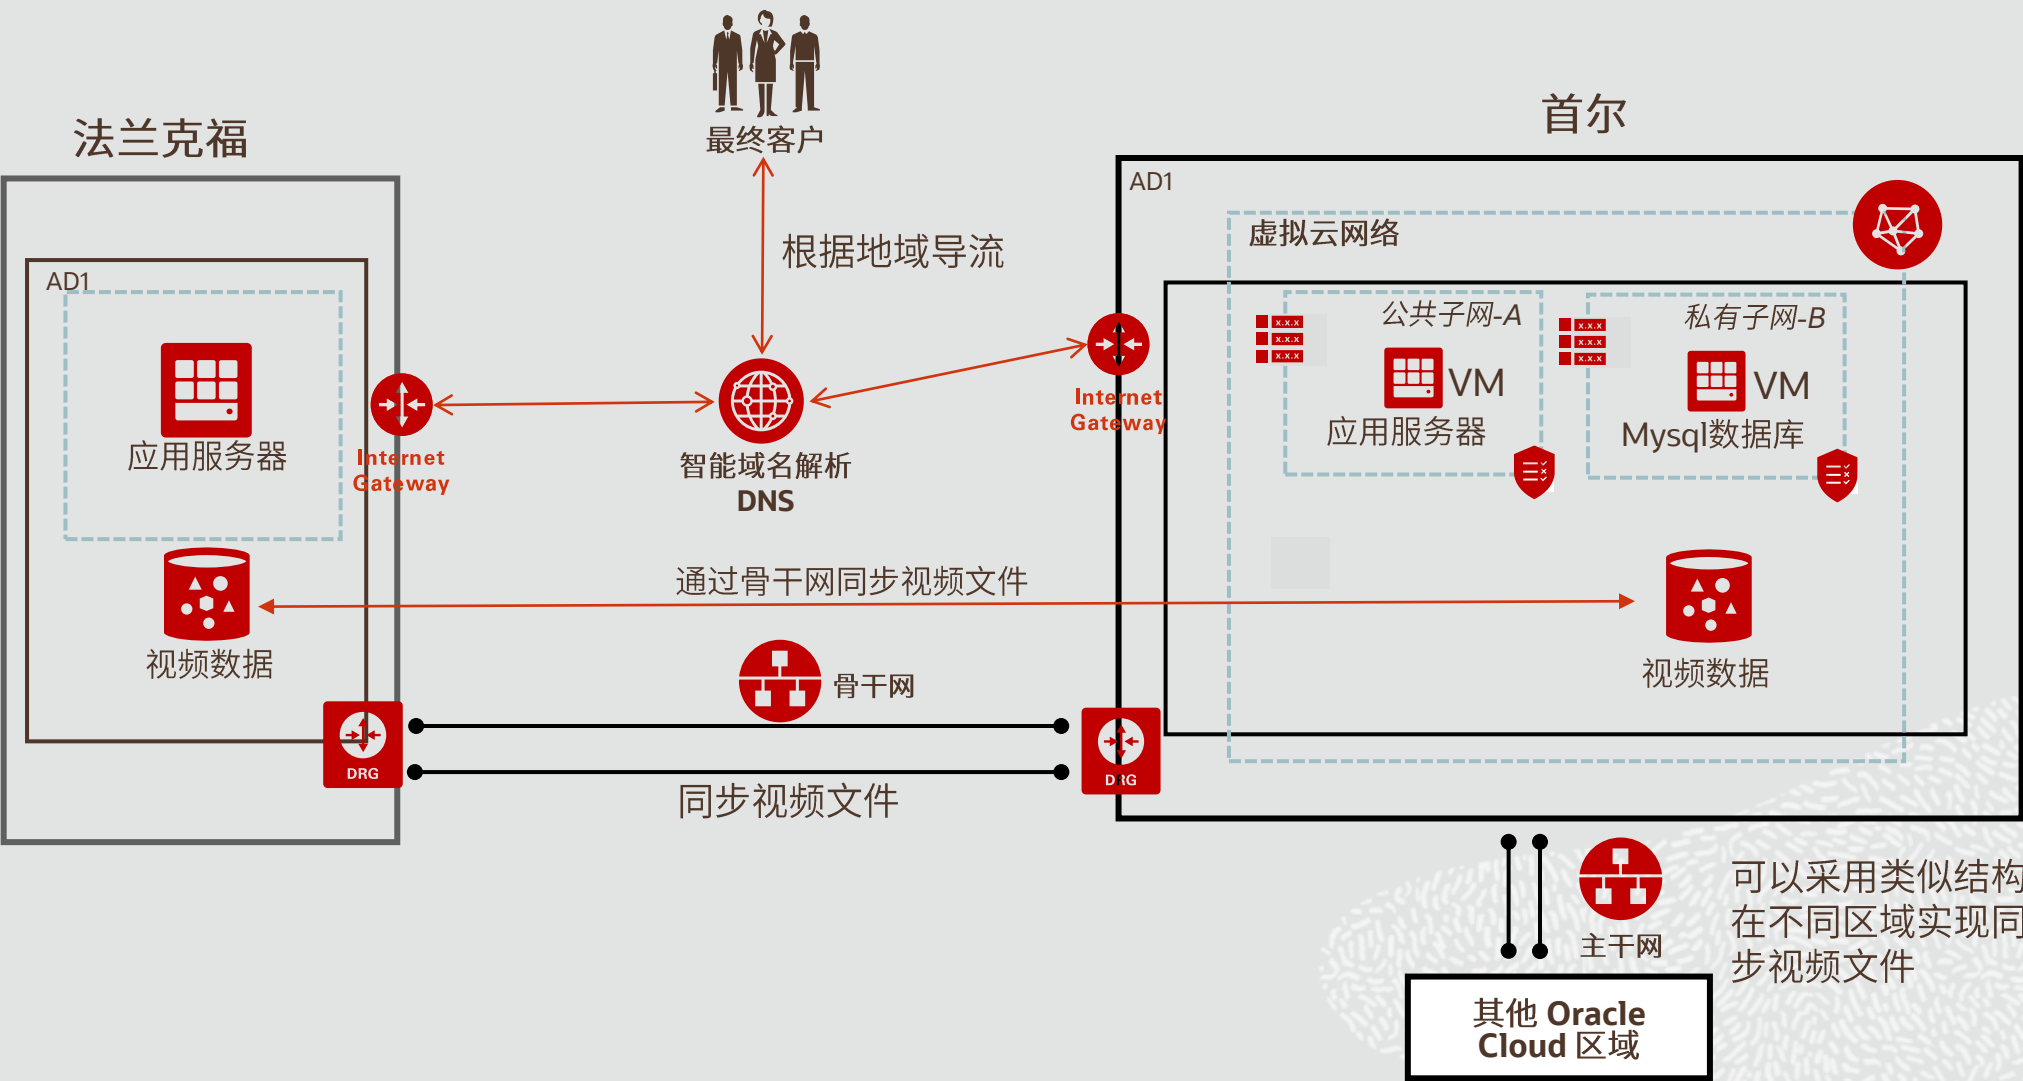 最终客户
首尔
法兰克福
AD1
根据地域导流
虚拟云网络
AD1
公共子网-A
私有子网-B
x.x.x
x.x.x
x.x.x
x.x.x
x.x.x
x.x.x
VM
VM
应用服务器
Mysql数据库
Internet
Gateway
应用服务器
Internet
Gateway
智能域名解析
DNS
通过骨干网同步视频文件
视频数据
视频数据
骨干网
DRG
DRG
同步视频文件
可以采用类似结构
在不同区域实现同
步视频文件
主干网
其他 Oracle
Cloud 区域